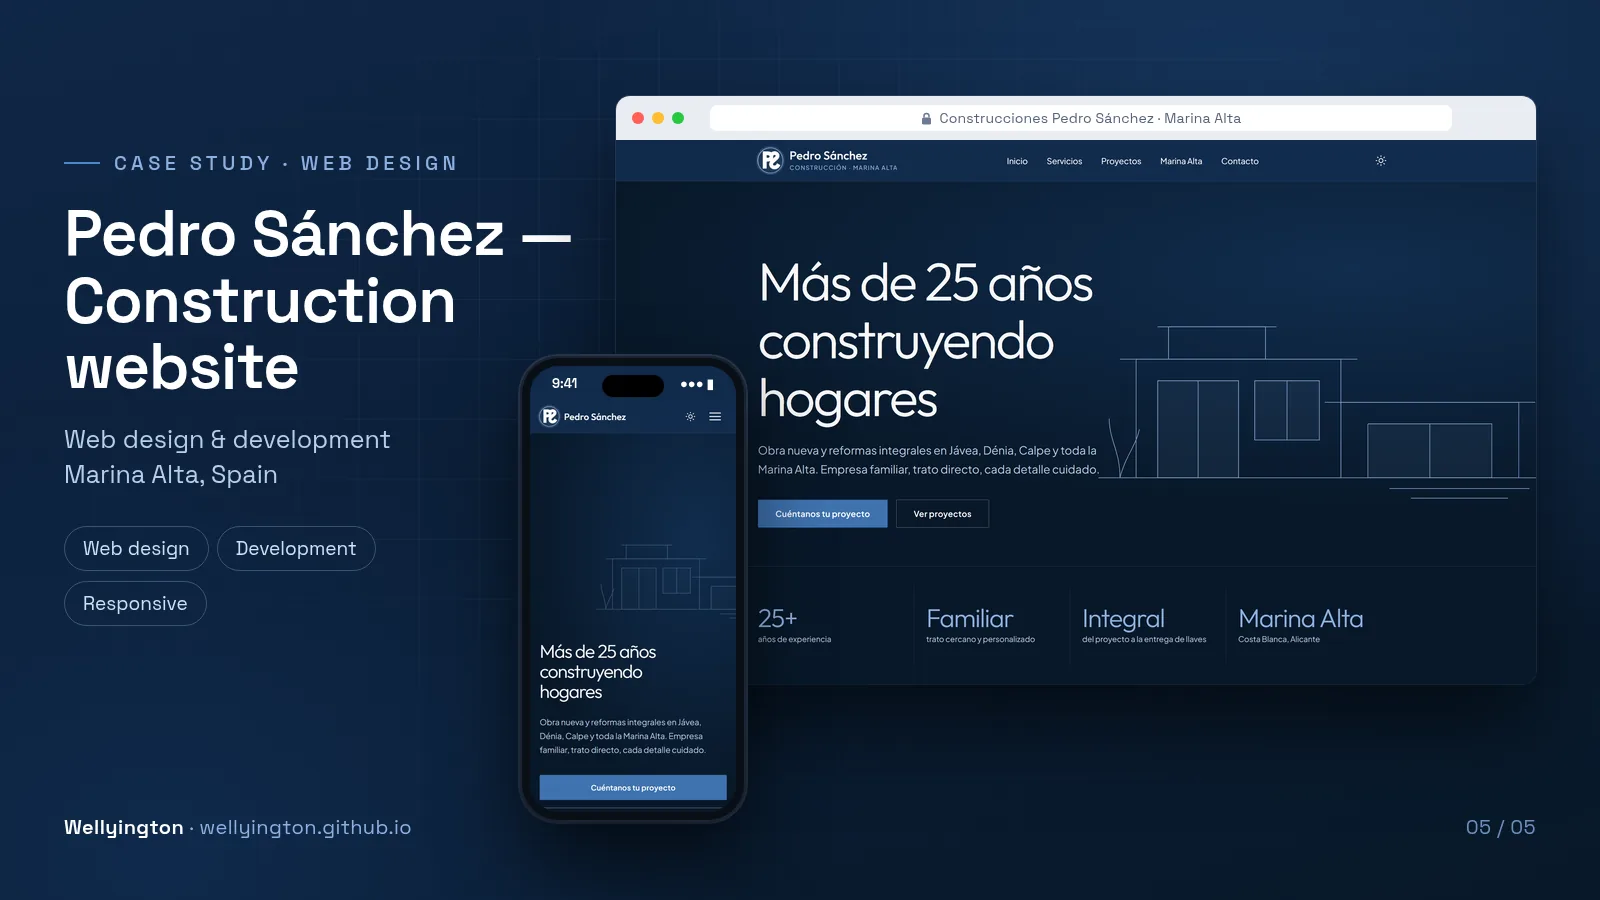 CASE STUDY · WEB DESIGN
Pedro Sánchez —
Construction
website
Web design & development
Marina Alta, Spain
Web design
Development
Responsive
Wellyington · wellyington.github.io
Construcciones Pedro Sánchez · Marina Alta
PS
Pedro Sánchez
CONSTRUCCIÓN · MARINA ALTA
Inicio
Servicios
Proyectos
Marina Alta
Contacto
Más de 25 años
construyendo
hogares
Obra nueva y reformas integrales en Jávea, Dénia, Calpe y toda la
Marina Alta. Empresa familiar, trato directo, cada detalle cuidado.
Cuéntanos tu proyecto
Ver proyectos
25+
años de experiencia
Familiar
trato cercano y personalizado
Integral
del proyecto a la entrega de llaves
Marina Alta
Costa Blanca, Alicante
9:41
PS
Pedro Sánchez
Más de 25 años
construyendo
hogares
Obra nueva y reformas integrales en Jávea,
Dénia, Calpe y toda la Marina Alta. Empresa
familiar, trato directo, cada detalle cuidado.
Cuéntanos tu proyecto
05 / 05